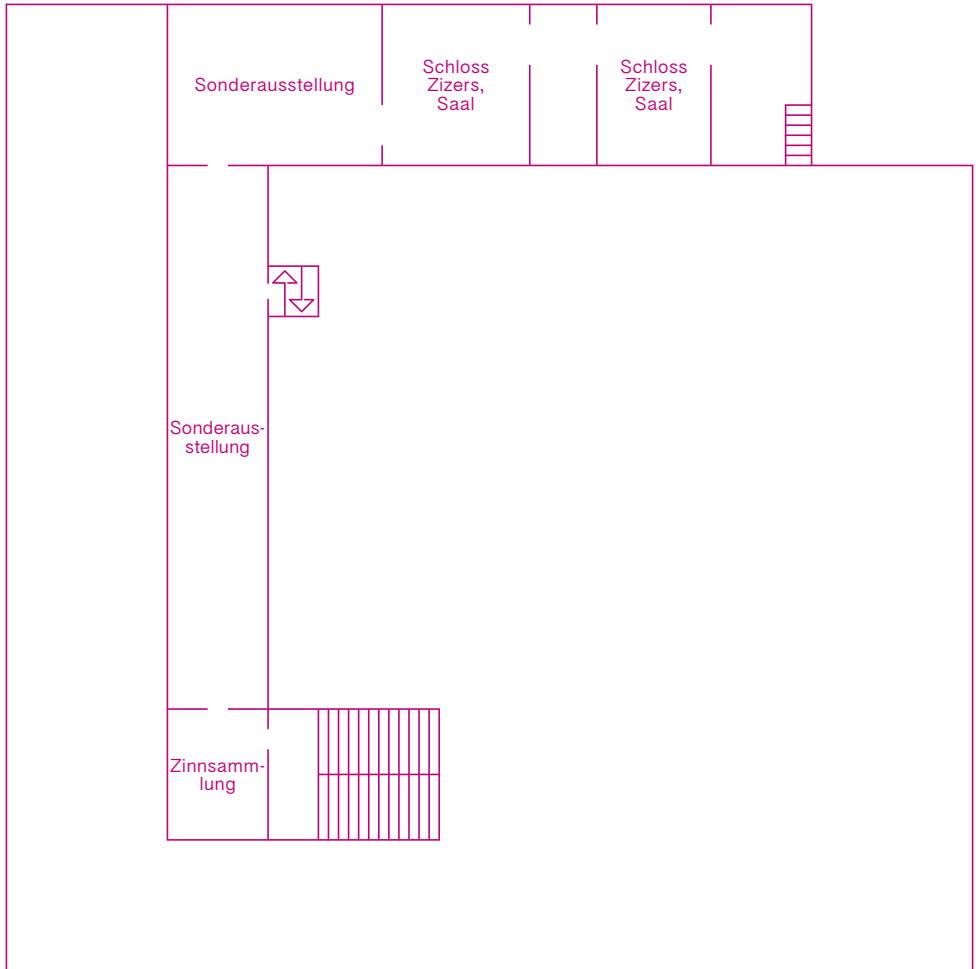 Sonderausstellung
Schloss
Zizers,
Saal
Schloss
Zizers,
Saal
Sonderaus-
stellung
Zinnsamm-
lung